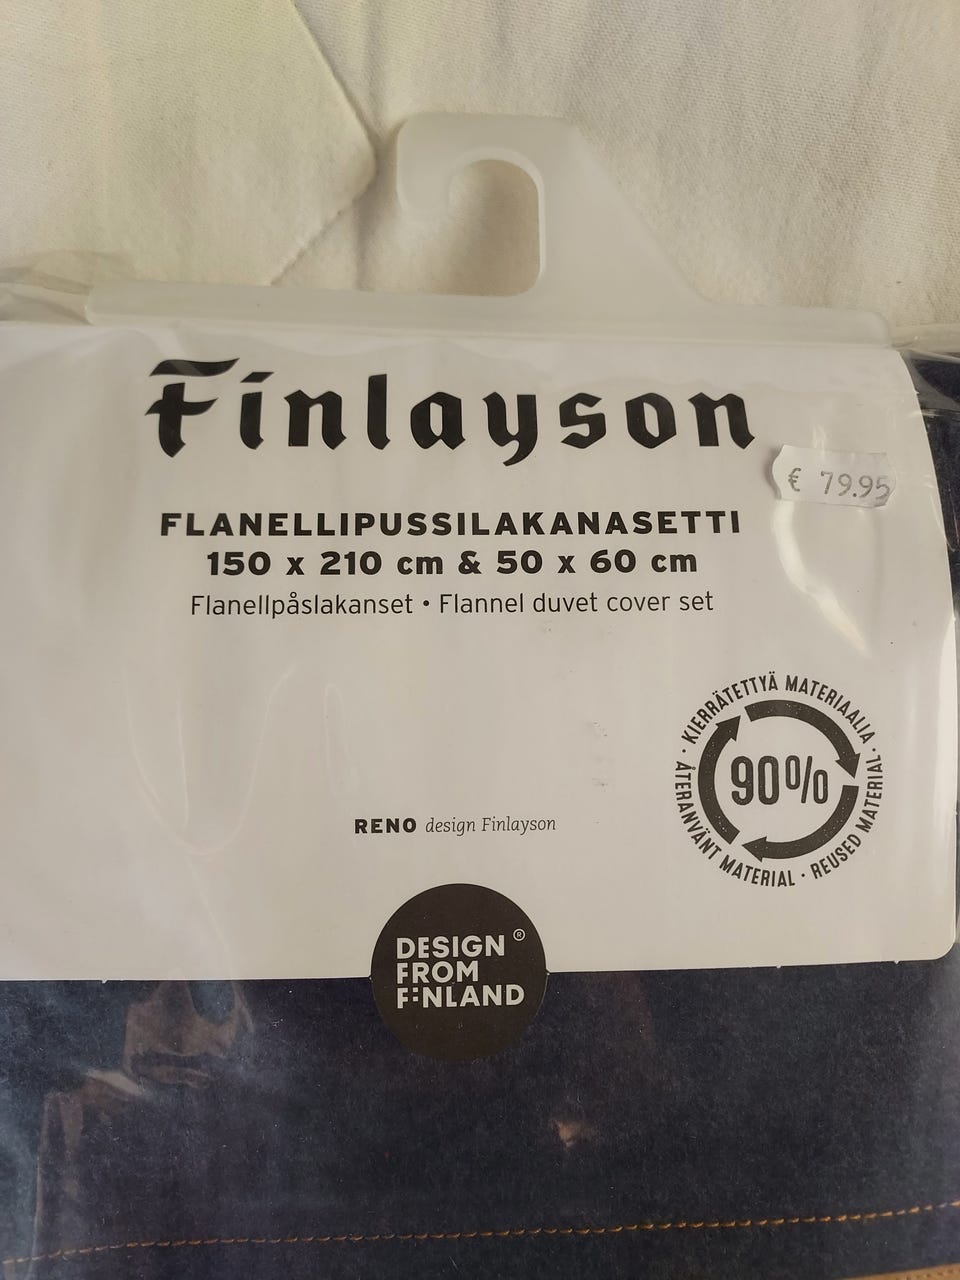 Finlayson
€ 79.95
FLANELLIPUSSILAKANASETTI
150 x 210 cm & 50 x 60 cm
Flanellpåslakanset • Flannel duvet cover set
KIERRÄTETTYÄ MATERIAALIA · REUSED MATERIAL · ÅTERANVÄNT MATERIAL ·
90%
RENO design Finlayson
DESIGN ®
FROM
FINLAND